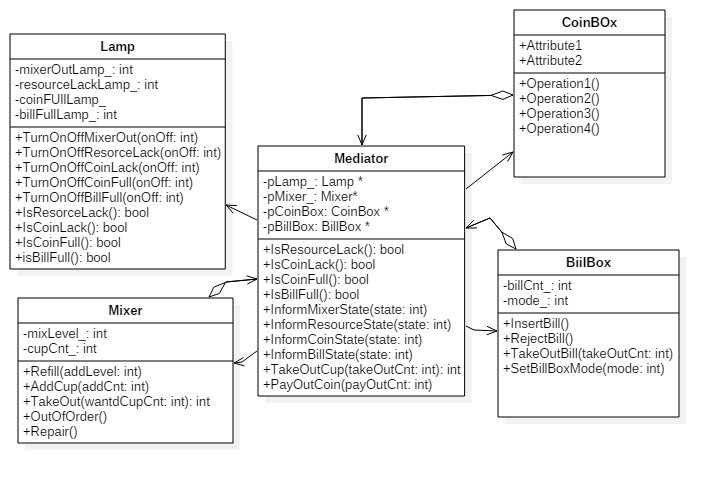 Lamp
-mixerOutLamp_: int
-resourceLackLamp_: int
-coinFUllLamp_
-billFullLamp_: int
+TurnOnOffMixerOut(onOff: int)
+TurnOnOffResorceLack(onOff: int)
+TurnOnOffCoinLack(onOff: int)
+TurnOnOffCoinFull(onOff: int)
+TurnOnOffBillFull(onOff: int)
+IsResorceLack(): bool
+IsCoinLack(): bool
+IsCoinFull(): bool
+isBillFull(): bool
Mixer
-mixLevel_: int
-cupCnt_: int
+Refill(addLevel: int)
+AddCup(addCnt: int)
+TakeOut(wantdCupCnt: int): int
+OutOfOrder()
+Repair()
Mediator
-pLamp_: Lamp *
-pMixer_: Mixer*
-pCoinBox: CoinBox *
-pBillBox: BillBox *
+IsResourceLack(): bool
+IsCoinLack(): bool
+IsCoinFull(): bool
+IsBillFull(): bool
+InformMixerState(state: int)
+InformResourceState(state: int)
+InformCoinState(state: int)
+InformBillState(state: int)
+TakeOutCup(takeOutCnt: int): int
+PayOutCoin(payOutCnt: int)
CoinBOx
+Attribute1
+Attribute2
+Operation1()
+Operation2()
+Operation3()
+Operation4()
BiilBox
-billCnt_: int
-mode_: int
+InsertBill()
+RejectBill()
+TakeOutBill(takeOutCnt: int)
+SetBillBoxMode(mode: int)